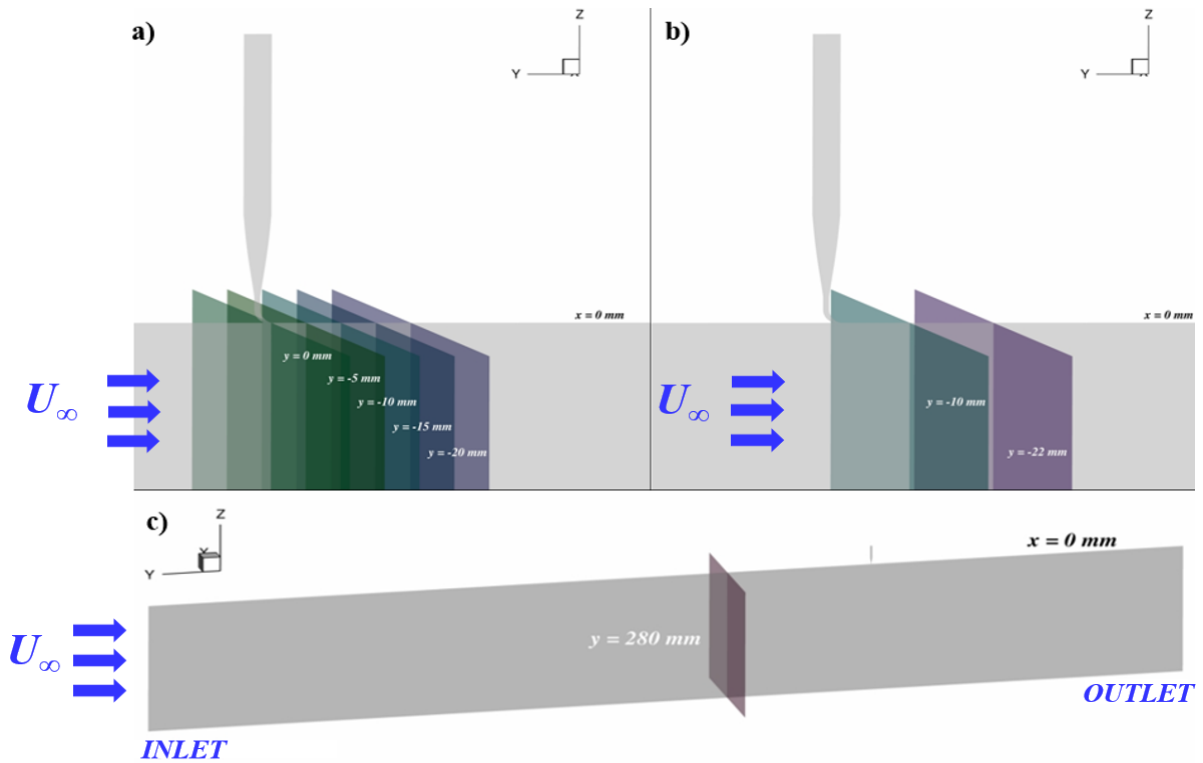 a)
Z
Y
x = 0 mm
y = 0 mm
y = -5 mm
y = -10 mm
y = -15 mm
y = -20 mm
U∞
b)
Z
Y
x = 0 mm
y = -10 mm
y = -22 mm
U∞
c)
Z
X
Y
x = 0 mm
y = 280 mm
U∞
OUTLET
INLET